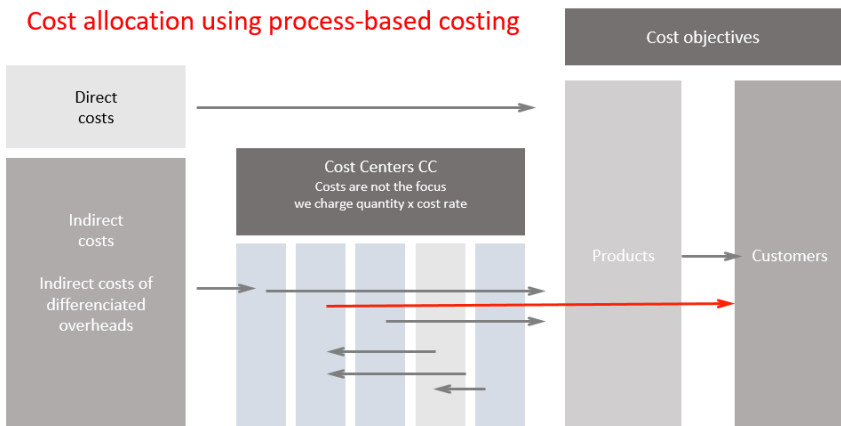 Cost allocation using process-based costing
Cost objectives
Direct
costs
Cost Centers CC
Costs are not the focus
we charge quantity x cost rate
Indirect
costs
Indirect costs of
differenciated
overheads
Products
Customers